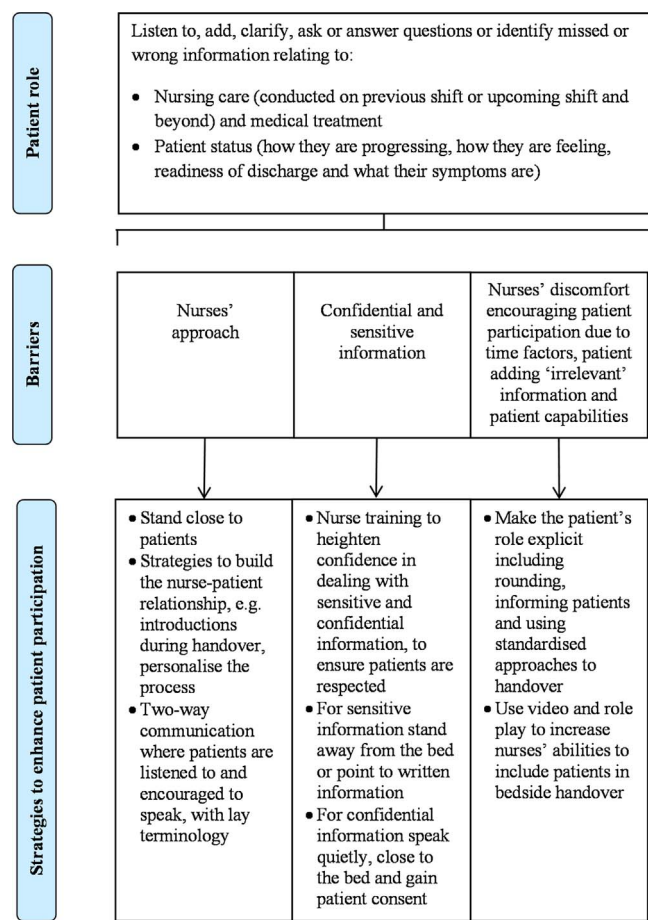 Patient role
Listen to, add, clarify, ask or answer questions or identify missed or
wrong information relating to:
• Nursing care (conducted on previous shift or upcoming shift and
beyond) and medical treatment
• Patient status (how they are progressing, how they are feeling,
readiness of discharge and what their symptoms are)
Barriers
Nurses’
approach
Confidential and
sensitive
information
Nurses’ discomfort
encouraging patient
participation due to
time factors, patient
adding ‘irrelevant’
information and
patient capabilities
Strategies to enhance patient participation
• Stand close to
patients
• Strategies to build
the nurse-patient
relationship, e.g.
introductions
during handover,
personalise the
process
• Two-way
communication
where patients are
listened to and
encouraged to
speak, with lay
terminology
• Nurse training to
heighten
confidence in
dealing with
sensitive and
confidential
information, to
ensure patients are
respected
• For sensitive
information stand
away from the bed
or point to written
information
• For confidential
information speak
quietly, close to
the bed and gain
patient consent
• Make the patient’s
role explicit
including
rounding,
informing patients
and using
standardised
approaches to
handover
• Use video and role
play to increase
nurses’ abilities to
include patients in
bedside handover